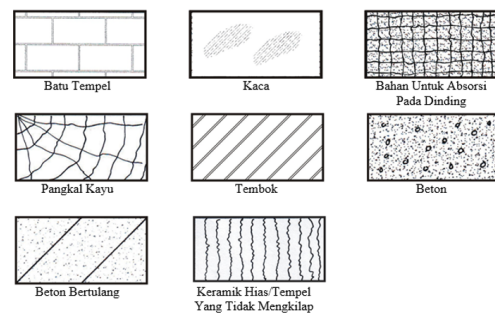 Batu Tempel
Kaca
Bahan Untuk Absorsi
Pada Dinding
Pangkal Kayu
Tembok
Beton
Beton Bertulang
Keramik Hias/Tempel
Yang Tidak Mengkilap